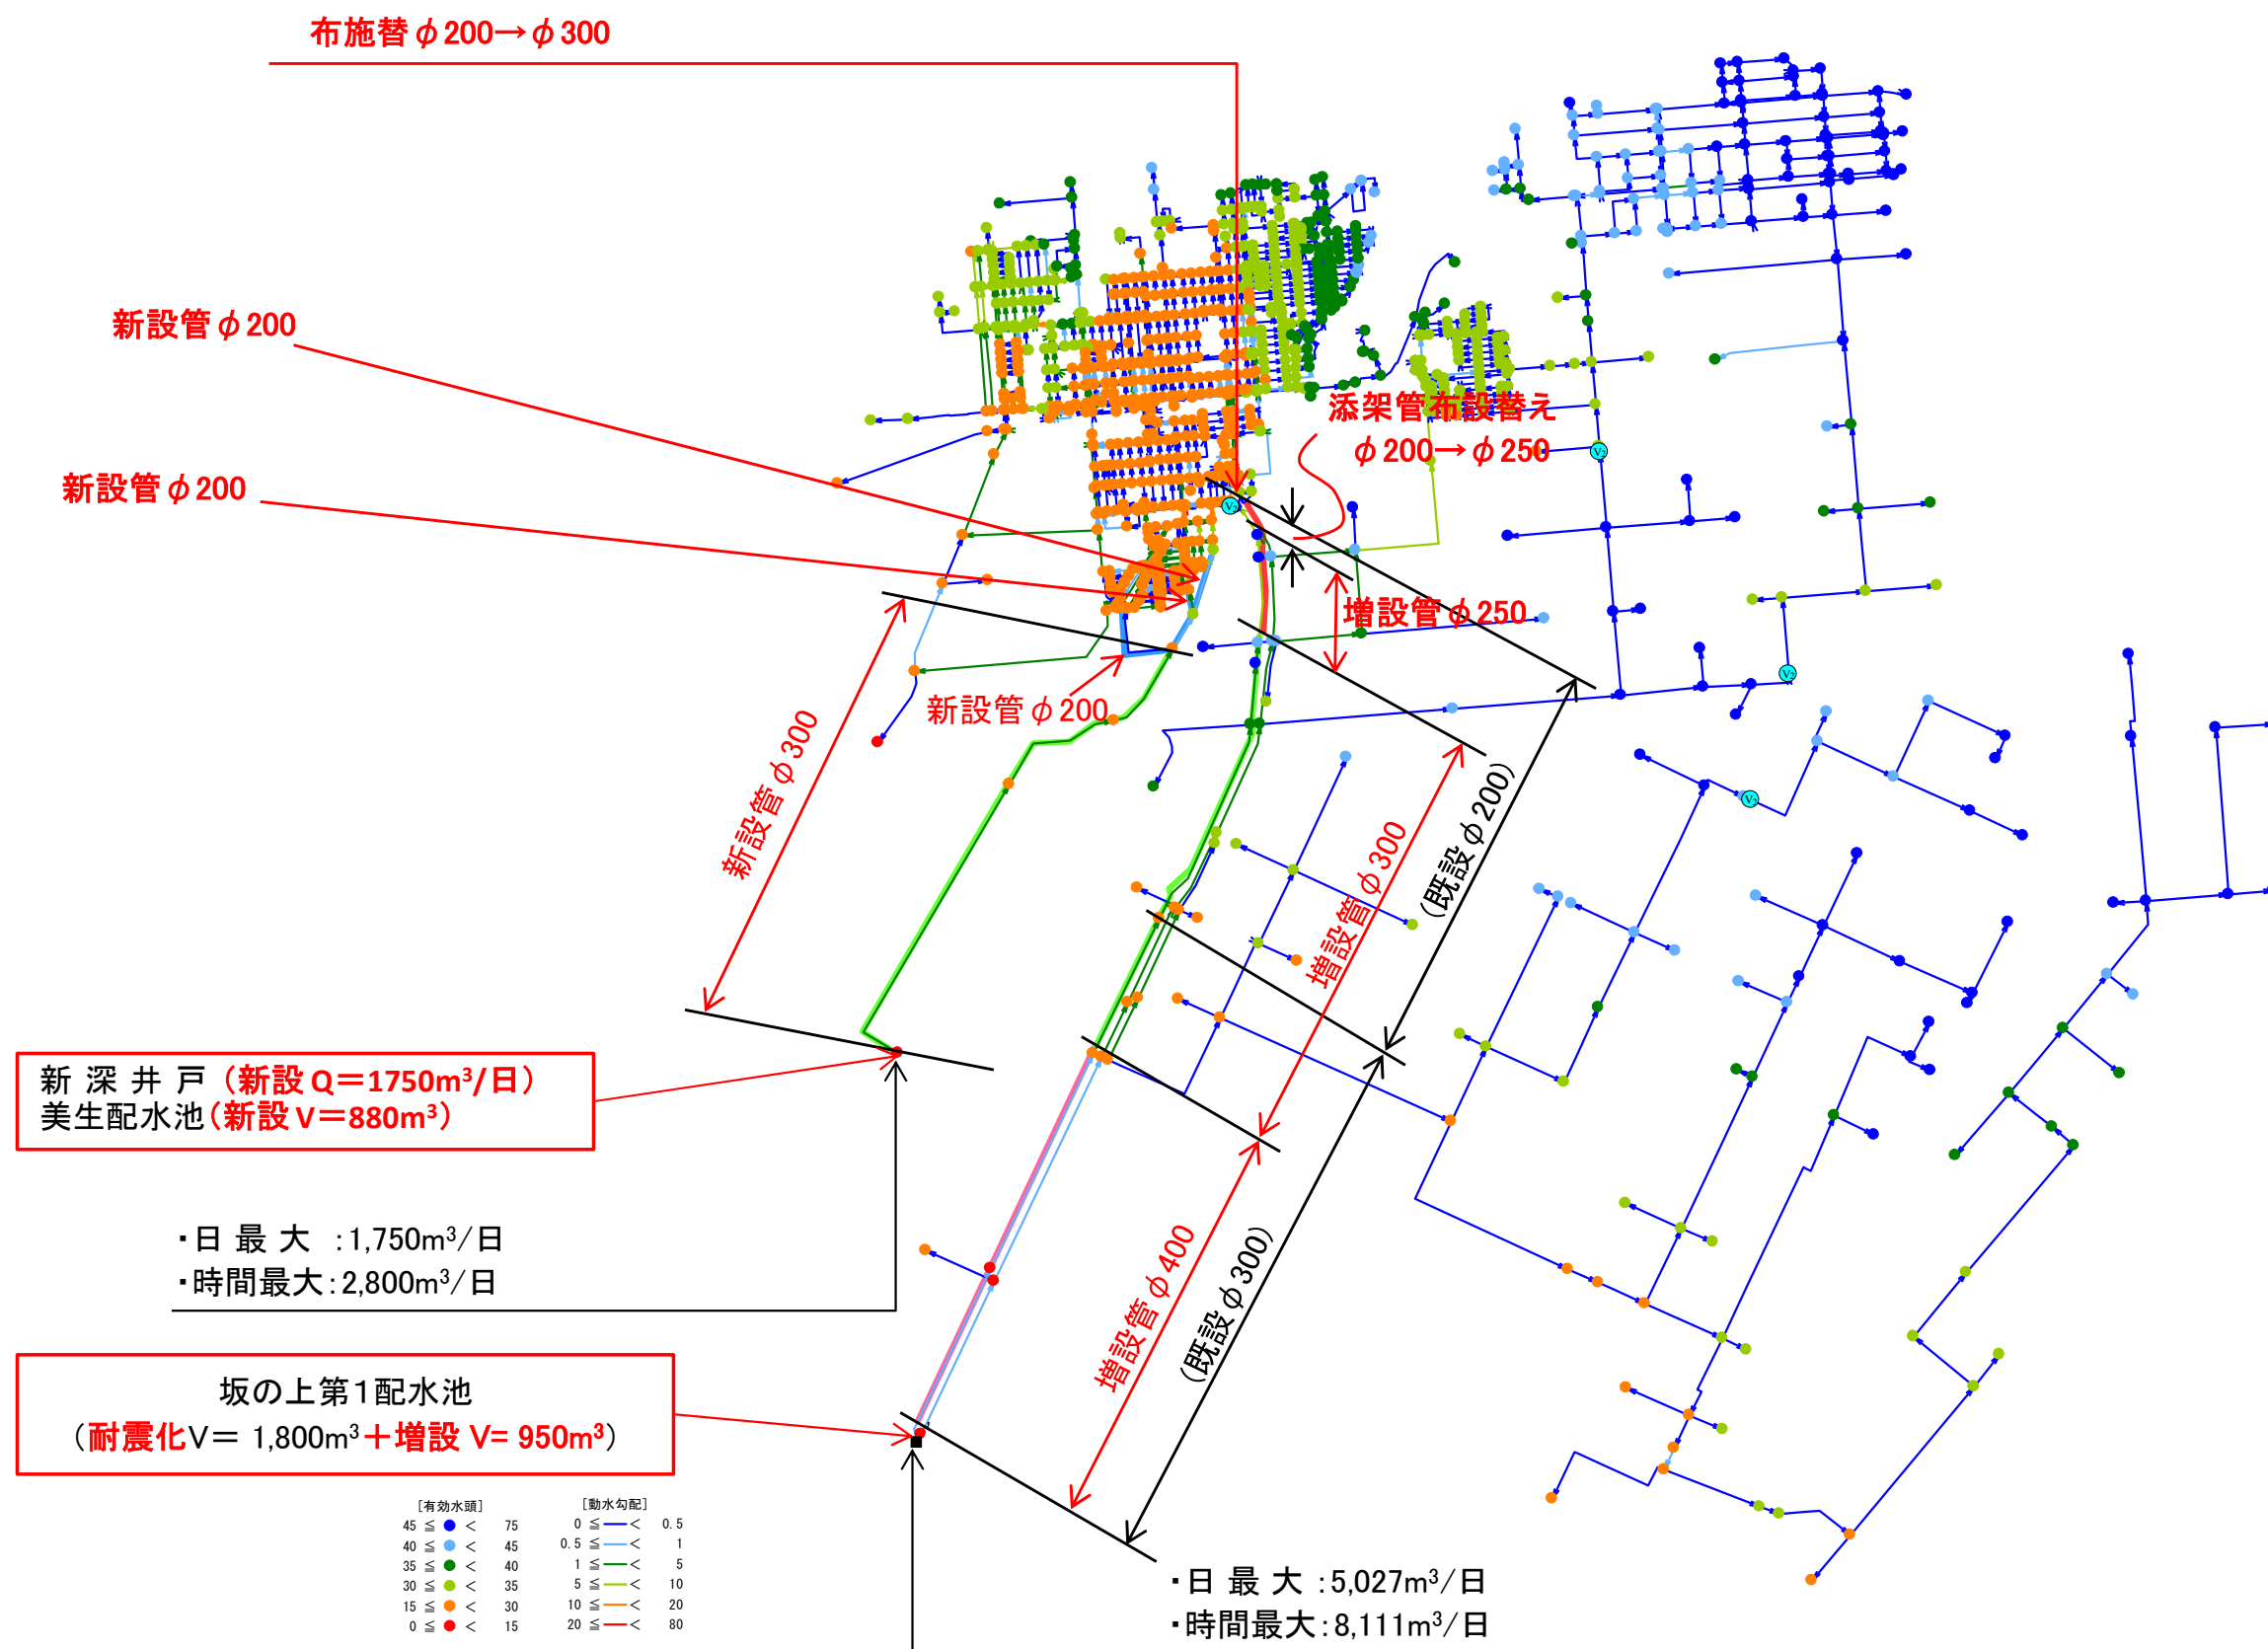 布施替φ200→φ300
新設管φ200
添架管布設替え
φ200→φ250
新設管φ200
増設管φ250
新設管φ200
新設管φ300
(既設φ200)
増設管φ300
新 深 井 戸 (新設 Q=1750m³/日)
美生配水池(新設 V=880m³)
・日 最 大 :1,750m³/日
・時間最大:2,800m³/日
増設管φ400
(既設φ300)
坂の上第1配水池
(耐震化V= 1,800m³+増設 V= 950m³)
[有効水頭] [動水勾配]
45 ≦ < 75 0 ≦ < 0.5
40 ≦ < 45 0.5 ≦ < 1
35 ≦ < 40 1 ≦ < 5
30 ≦ < 35 5 ≦ < 10
15 ≦ < 30 10 ≦ < 20
0 ≦ < 15 20 ≦ < 80
・日 最 大 :5,027m³/日
・時間最大:8,111m³/日
V₂
V₂
V₂
V₂